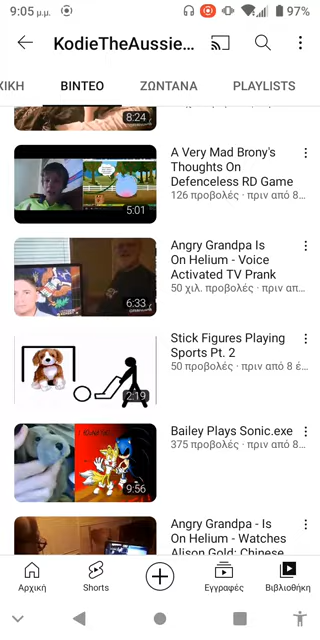 9:05 μ.μ.
97%
KodieTheAussie...
ΧΙΚΗ
ΒΙΝΤΕΟ
ΖΩΝΤΑΝΑ
PLAYLISTS
8:24
A Very Mad Brony's
Thoughts On
Defenceless RD Game
126 προβολές · πριν από 8...
5:01
Angry Grandpa Is
On Helium - Voice
Activated TV Prank
50 χιλ. προβολές · πριν απ...
6:33
Stick Figures Playing
Sports Pt. 2
50 προβολές · πριν από 8 έ...
2:19
Bailey Plays Sonic.exe
375 προβολές · πριν από 8...
9:56
Angry Grandpa - Is
On Helium - Watches
Alison Gold: Chinese
Αρχική
Shorts
Εγγραφές
Βιβλιοθήκη